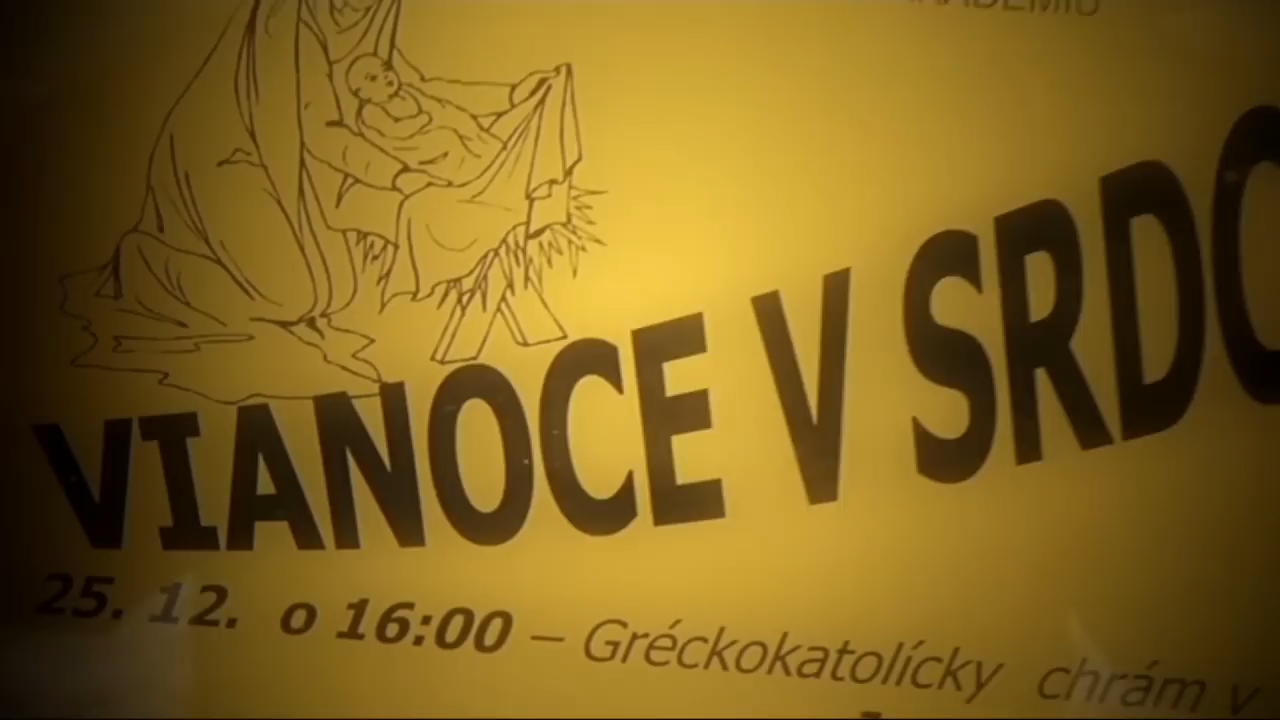 VIANOCE V SRDC
25. 12. o 16:00 – Gréckokatolícky chrám v